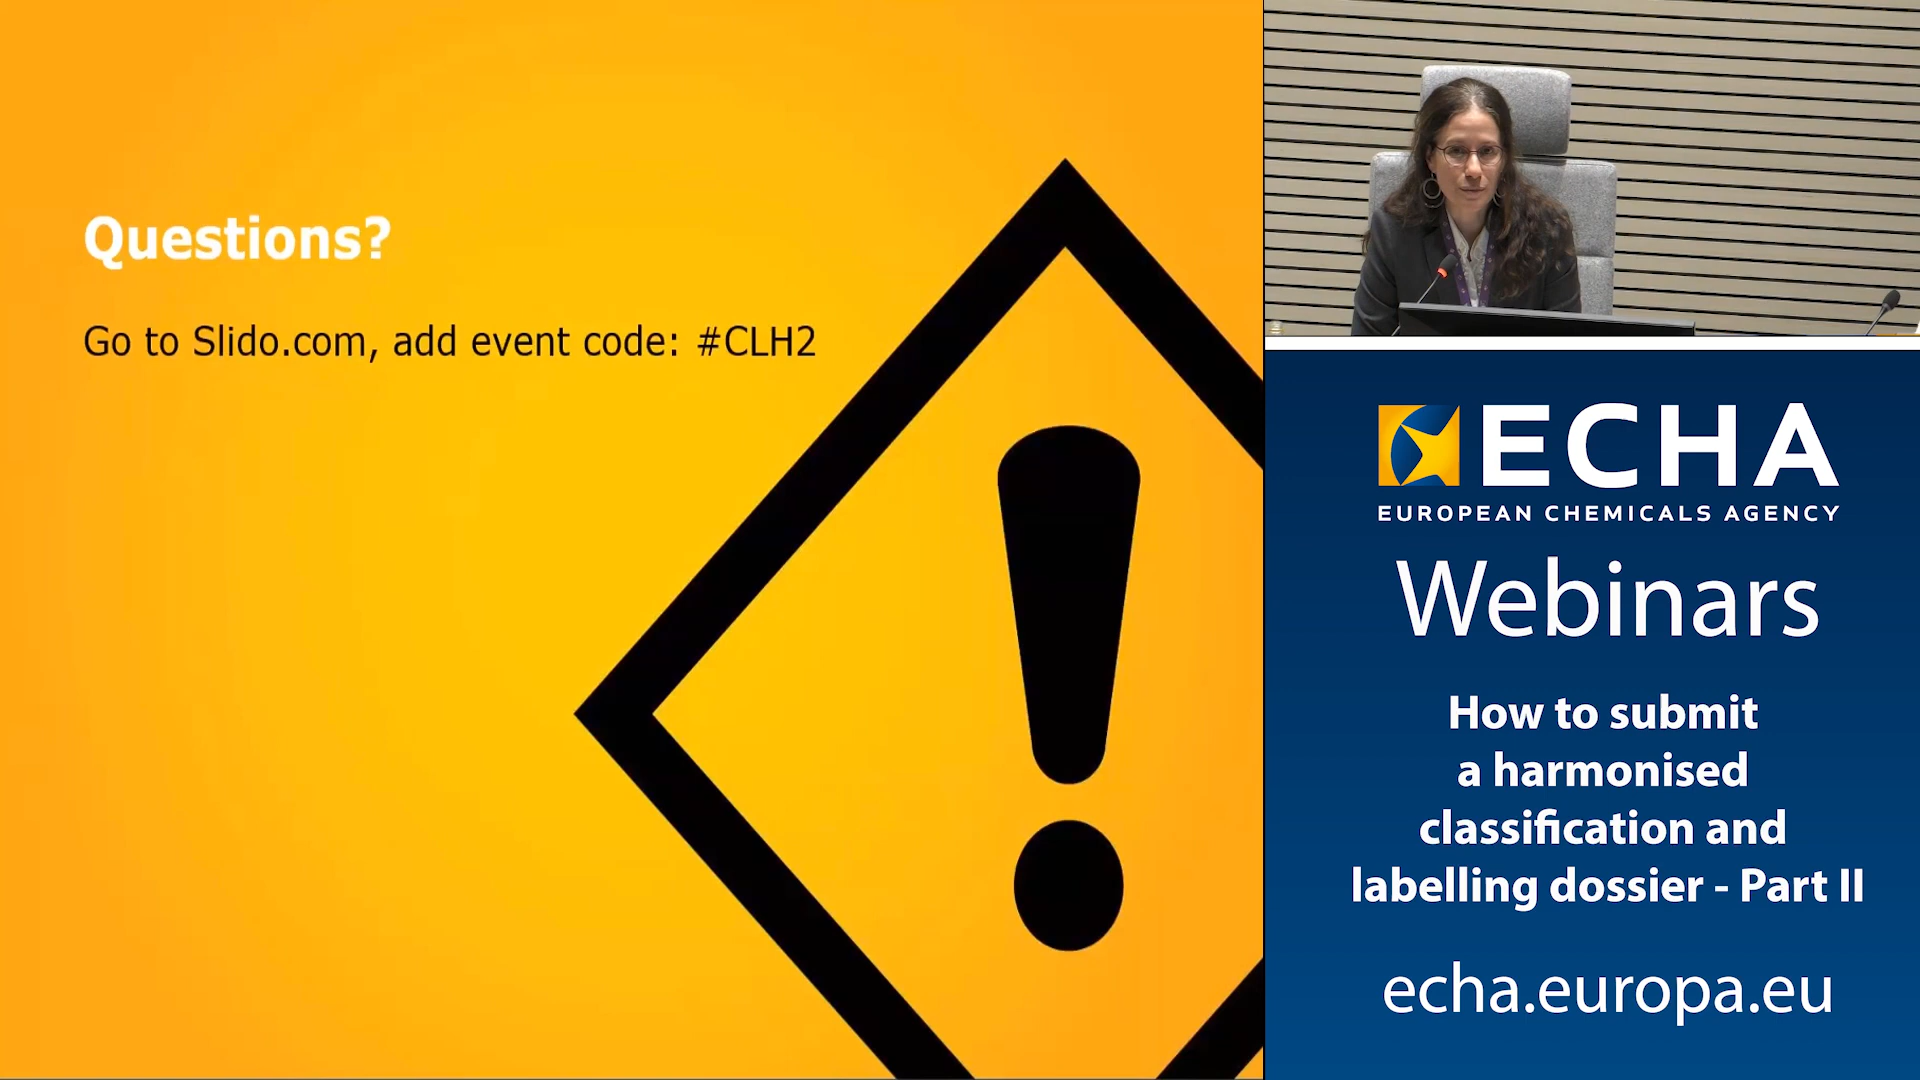 Questions?
Go to Slido.com, add event code: #CLH2
ECHA
EUROPEAN CHEMICALS AGENCY
Webinars
How to submit
a harmonised
classification and
labelling dossier - Part II
echa.europa.eu